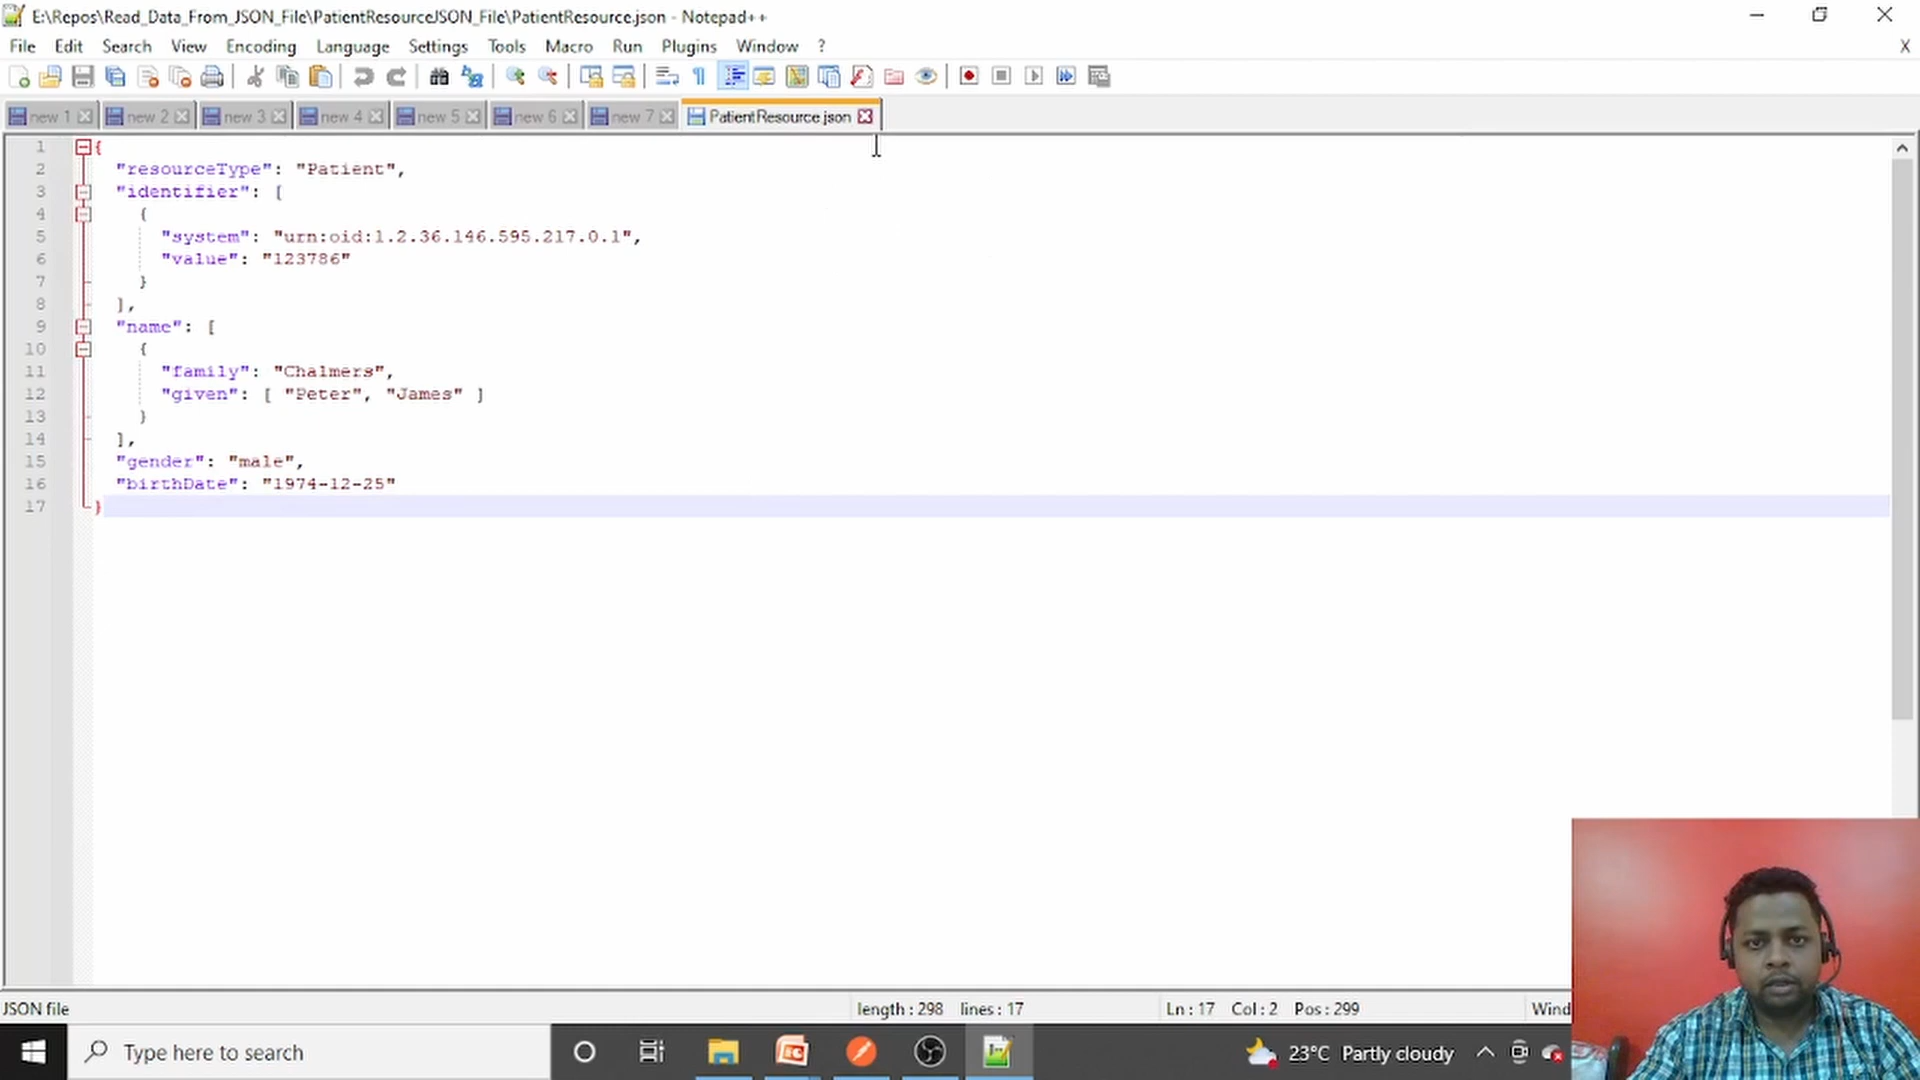 E:\Repos\Read_Data_From_JSON_File\PatientResourceJSON_File\PatientResource.json - Notepad++
File Edit Search View Encoding Language Settings Tools Macro Run Plugins Window ? X
new 1 new 2 new 3 new 4 new 5 new 6 new 7 PatientResource.json
1 {
2 "resourceType": "Patient",
3 "identifier": [
4 {
5 "system": "urn:oid:1.2.36.146.595.217.0.1",
6 "value": "123786"
7 }
8 ],
9 "name": [
10 {
11 "family": "Chalmers",
12 "given": [ "Peter", "James" ]
13 }
14 ],
15 "gender": "male",
16 "birthDate": "1974-12-25"
17 }
JSON file length : 298 lines : 17 Ln : 17 Col : 2 Pos : 299 Wind
Type here to search 23°C Partly cloudy